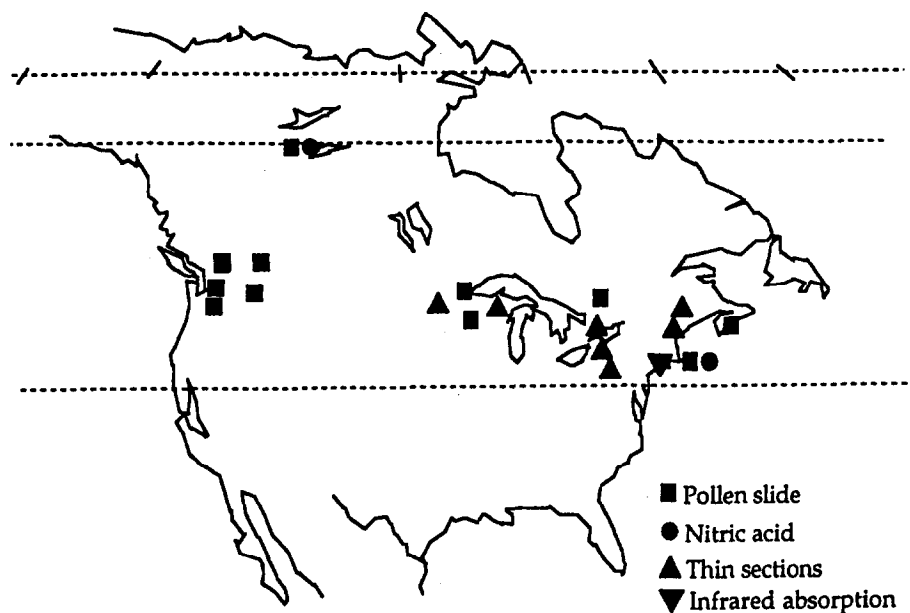 Pollen slide
Nitric acid
Thin sections
Infrared absorption